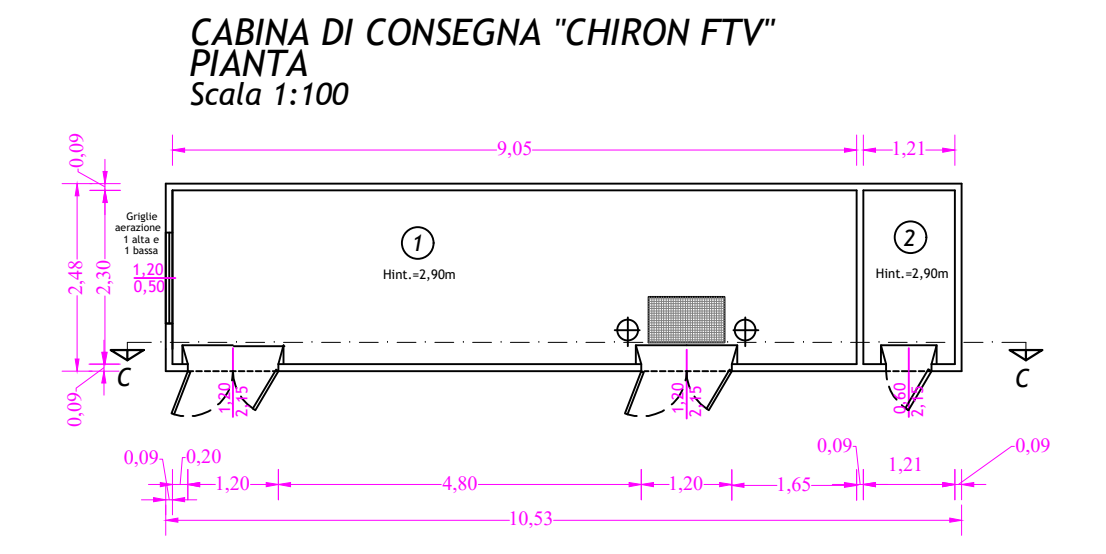 CABINA DI CONSEGNA "CHIRON FTV"
PIANTA
Scala 1:100
0,09
9,05
1,21
Griglie
aerazione
1 alta e
1 bassa
1,20
0,50
2,48
2,30
1
Hint.=2,90m
2
Hint.=2,90m
C
C
0,09
1,20
2,15
1,20
2,15
0,60
2,15
0,09
0,20
1,20
4,80
1,20
1,65
0,09
1,21
0,09
10,53